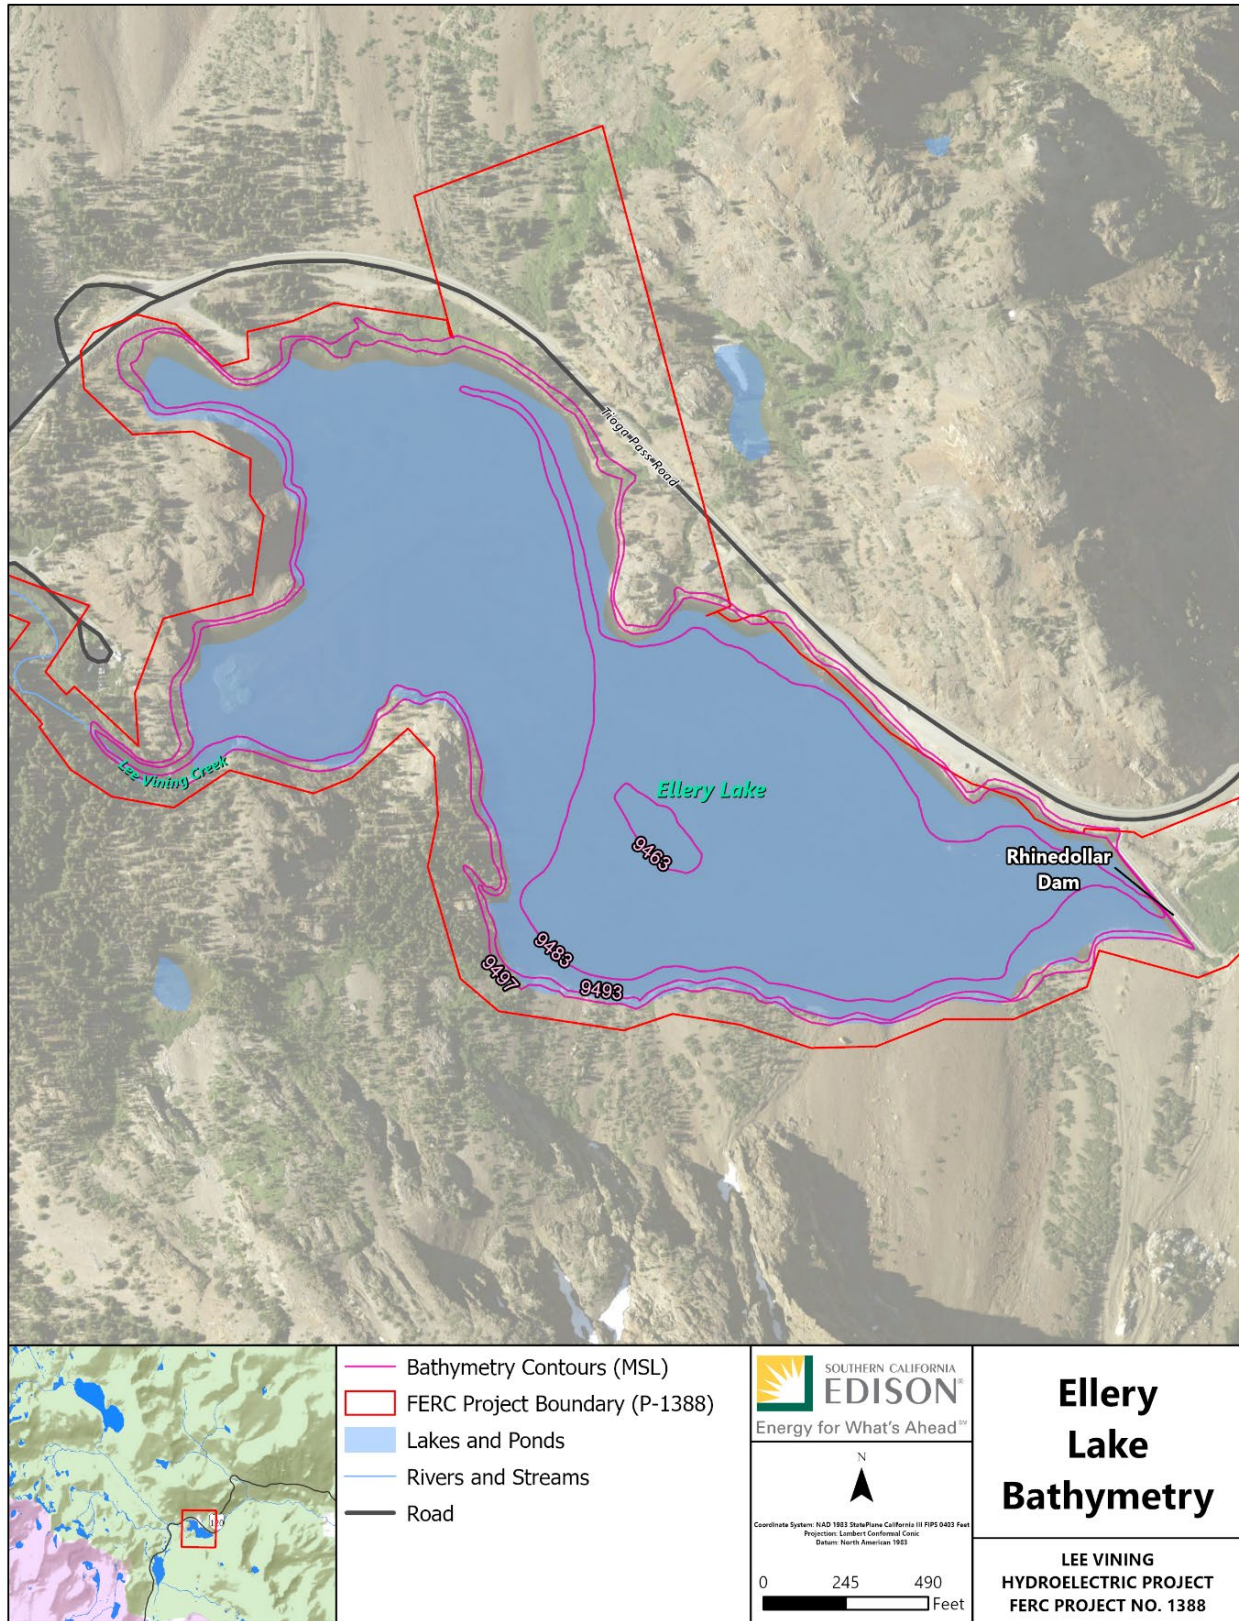 Tioga Pass Road
Lee Vining Creek
Ellery Lake
9463
Rhinedollar
Dam
9483
9497
9493
120
Bathymetry Contours (MSL)
FERC Project Boundary (P-1388)
Lakes and Ponds
Rivers and Streams
Road
SOUTHERN CALIFORNIA
EDISON®
Energy for What's Ahead℠
N
Coordinate System: NAD 1983 StatePlane California III FIPS 0403 Feet
Projection: Lambert Conformal Conic
Datum: North American 1983
0 245 490
Feet
Ellery
Lake
Bathymetry
LEE VINING
HYDROELECTRIC PROJECT
FERC PROJECT NO. 1388